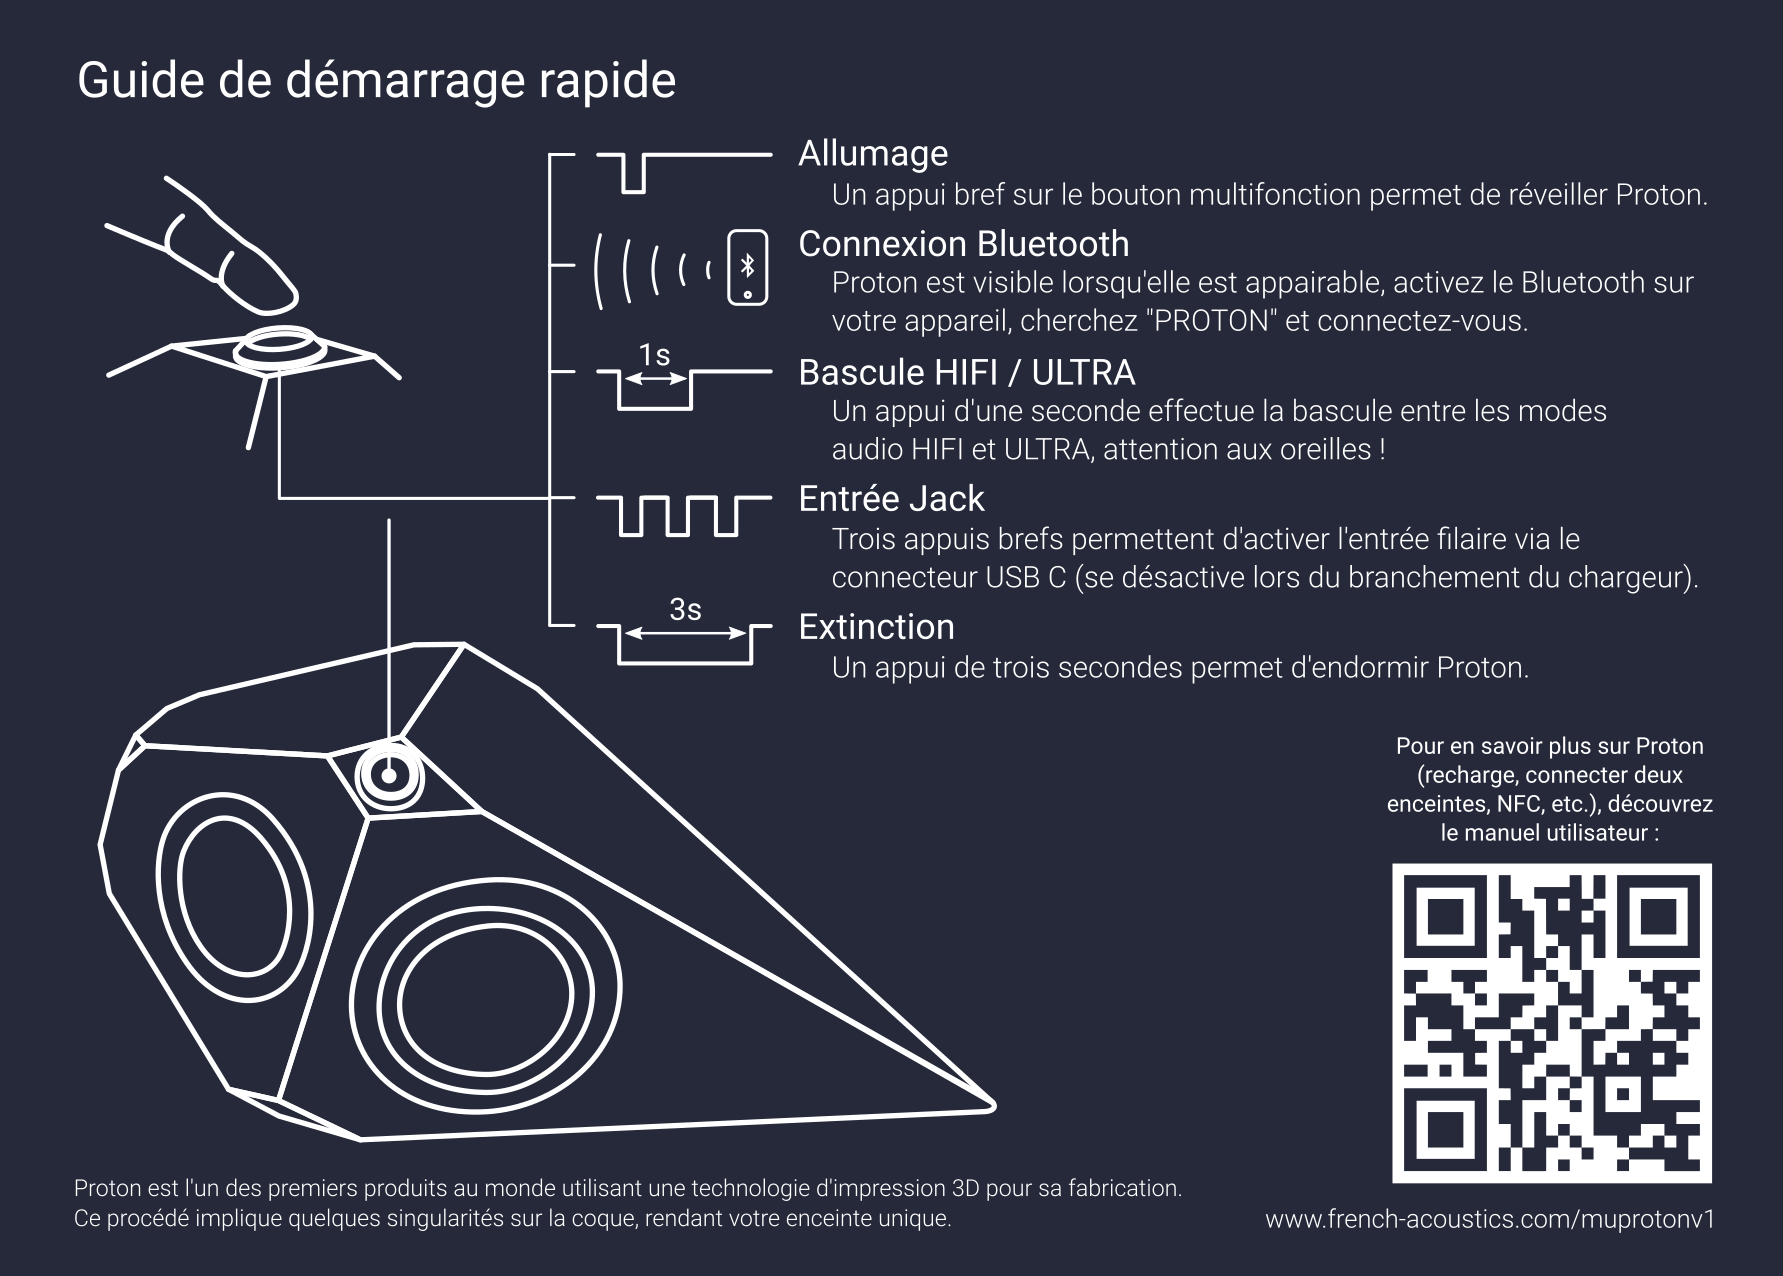 Guide de démarrage rapide
Allumage
Un appui bref sur le bouton multifonction permet de réveiller Proton.
Connexion Bluetooth
Proton est visible lorsqu'elle est appairable, activez le Bluetooth sur
votre appareil, cherchez "PROTON" et connectez-vous.
1s
Bascule HIFI / ULTRA
Un appui d'une seconde effectue la bascule entre les modes
audio HIFI et ULTRA, attention aux oreilles !
Entrée Jack
Trois appuis brefs permettent d'activer l'entrée filaire via le
connecteur USB C (se désactive lors du branchement du chargeur).
3s
Extinction
Un appui de trois secondes permet d'endormir Proton.
Pour en savoir plus sur Proton
(recharge, connecter deux
enceintes, NFC, etc.), découvrez
le manuel utilisateur :
Proton est l'un des premiers produits au monde utilisant une technologie d'impression 3D pour sa fabrication.
Ce procédé implique quelques singularités sur la coque, rendant votre enceinte unique.
www.french-acoustics.com/muprotonv1